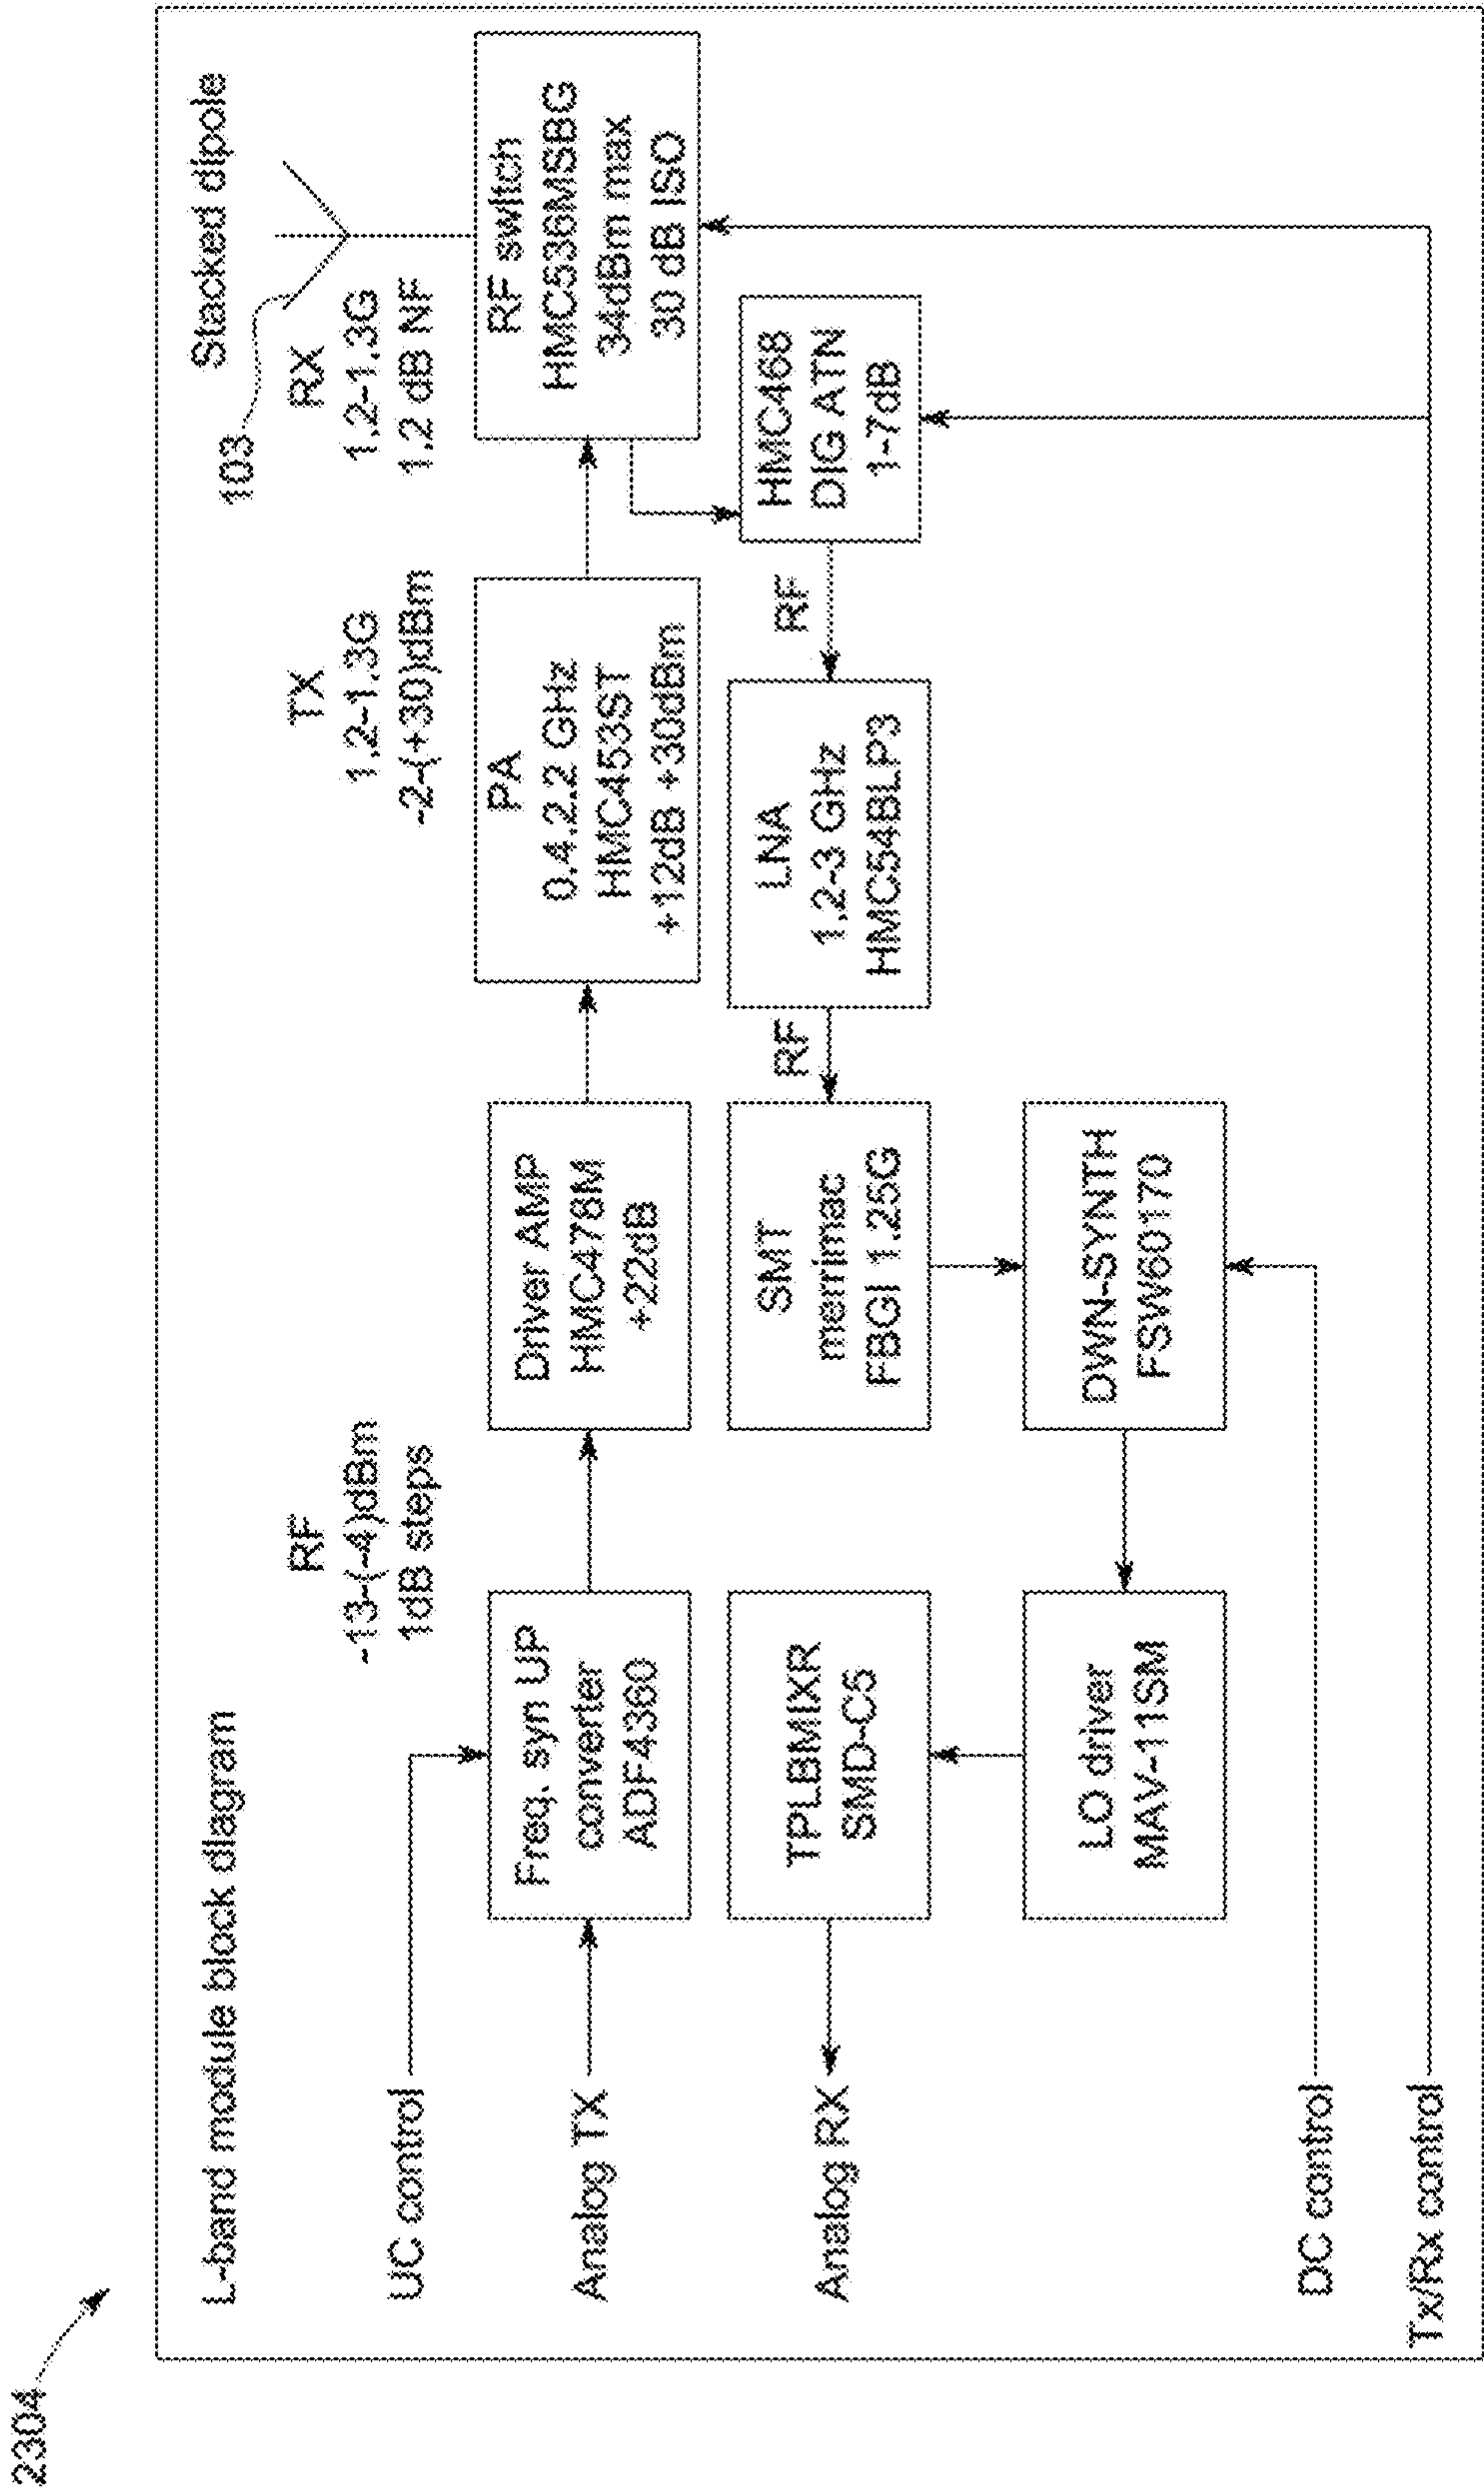 2304
L-band module block diagram
UC control
Analog TX
Analog RX
DC control
Tx/Rx control
RF
-13-(-4)dBm
1dB steps
Freq. syn UP
converter
ADF4360
Driver AMP
HMC478M
+22dB
TX
1.2-1.3G
-2-(+30)dBm
PA
0.4.2.2 GHz
HMC453ST
+12dB +30dBm
Stacked dipole
103
RX
1.2-1.3G
1.2 dB NF
RF switch
HMC536MSBG
34dBm max
30 dB ISO
HMC468
DIG ATN
1-7dB
RF
LNA
1.2-3 GHz
HMC54BLP3
RF
SMT
merrimac
FBGI 1.25G
DWN-SYNTH
FSW60170
LO driver
MAV-11SM
TPLBMIXR
SMD-C5